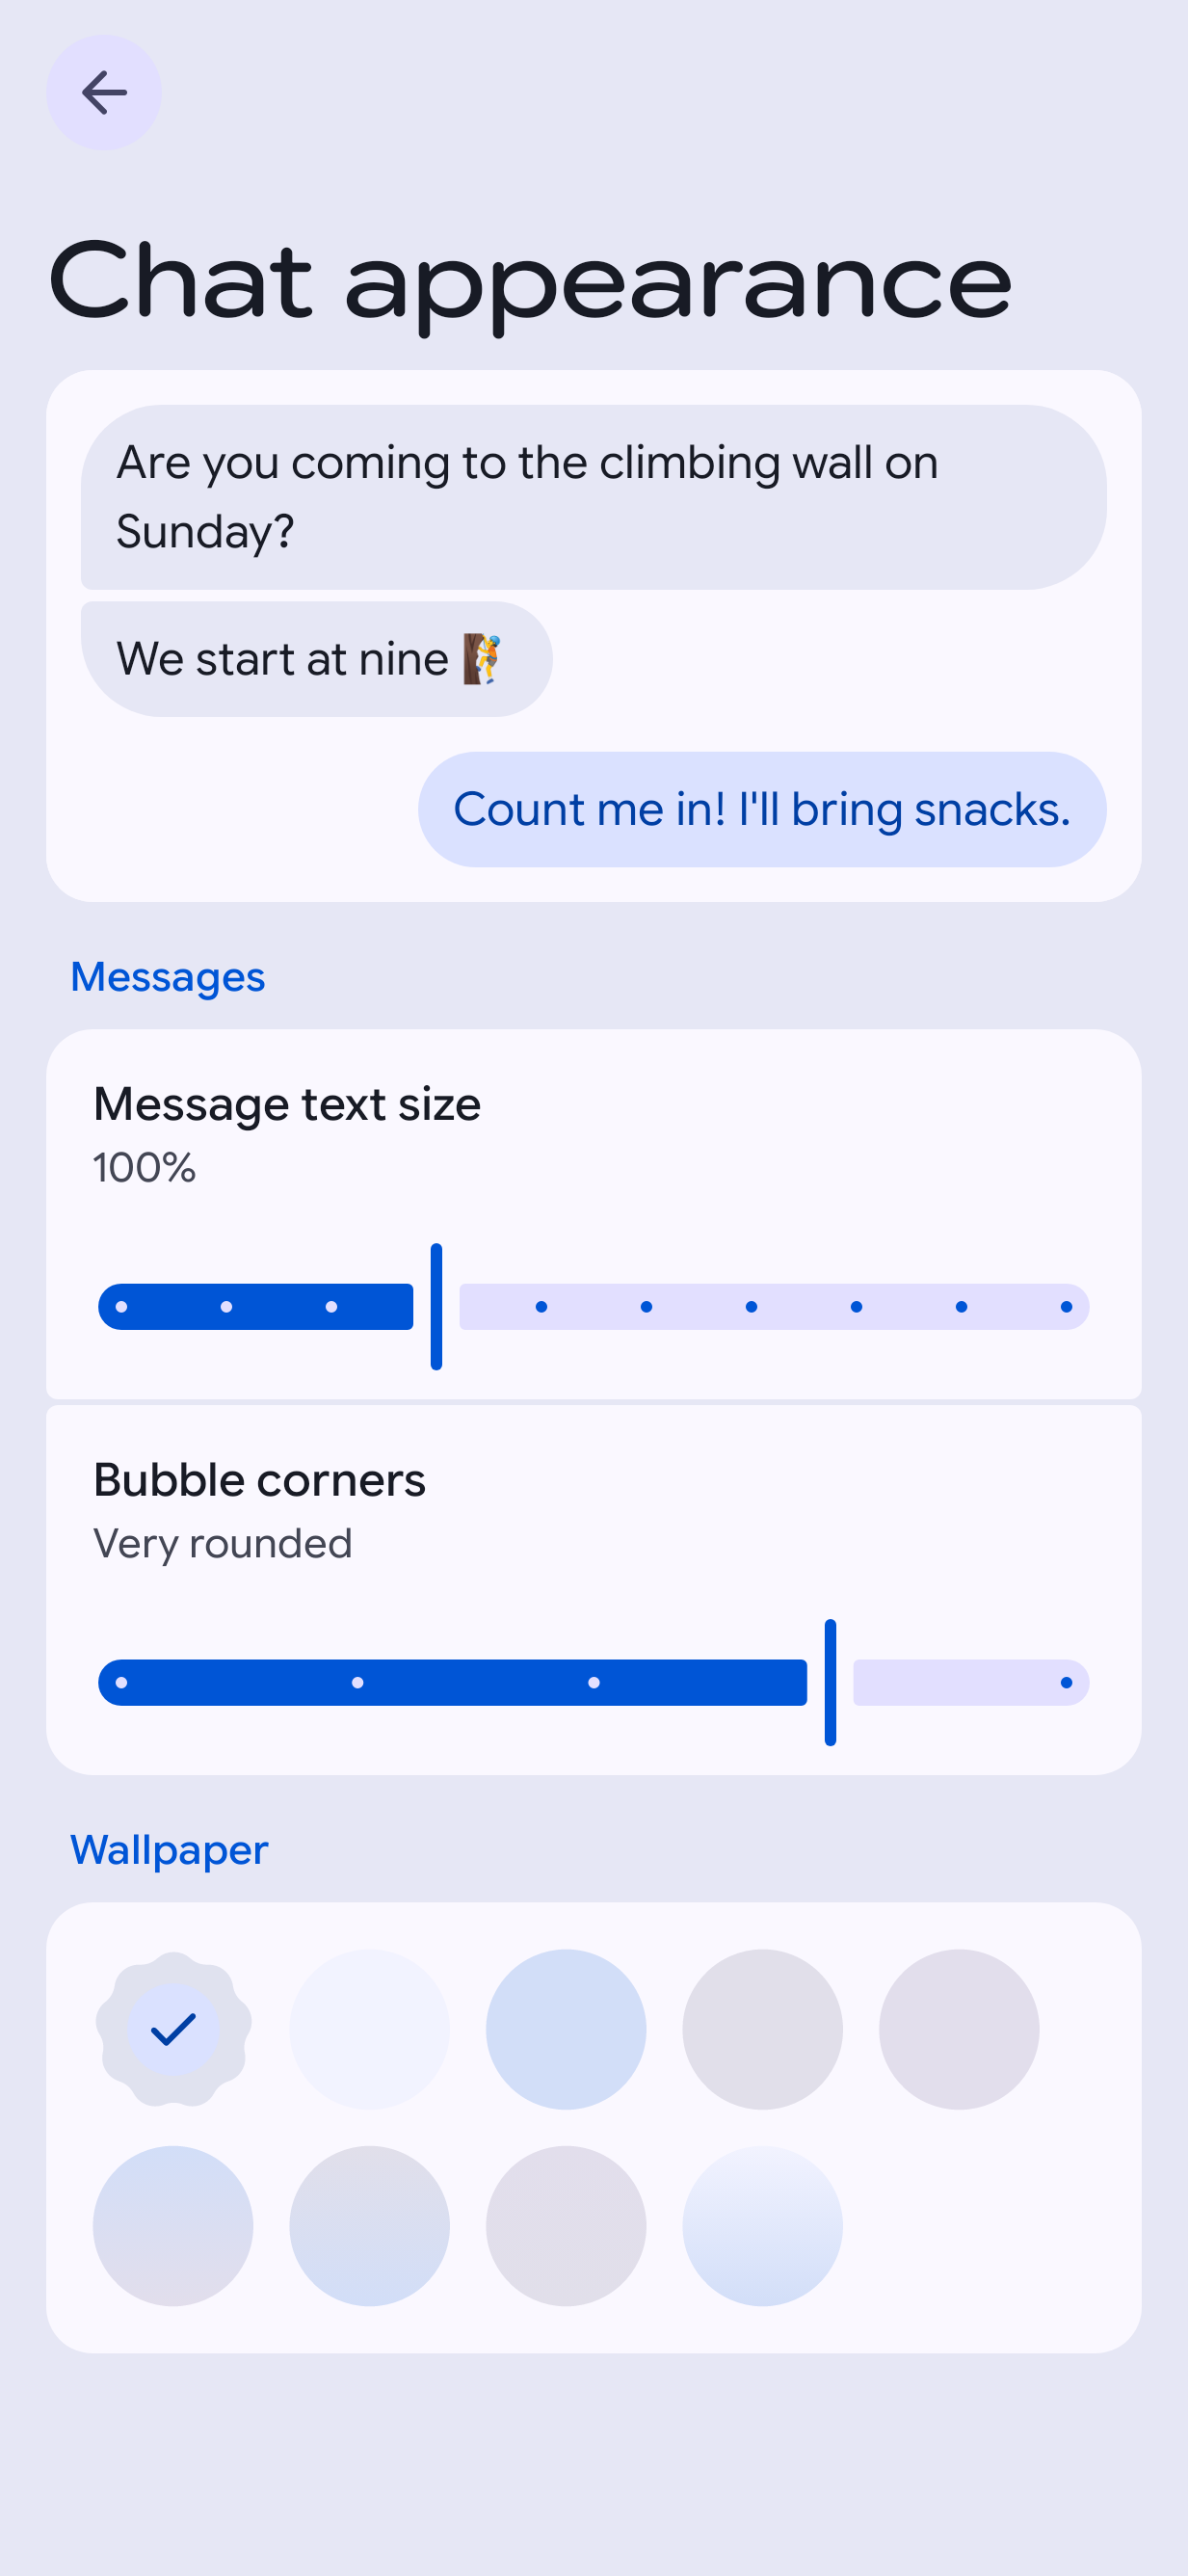 Chat appearance
Are you coming to the climbing wall on
Sunday?
We start at nine 🧗
Count me in! I'll bring snacks.
Messages
Message text size
100%
Bubble corners
Very rounded
Wallpaper